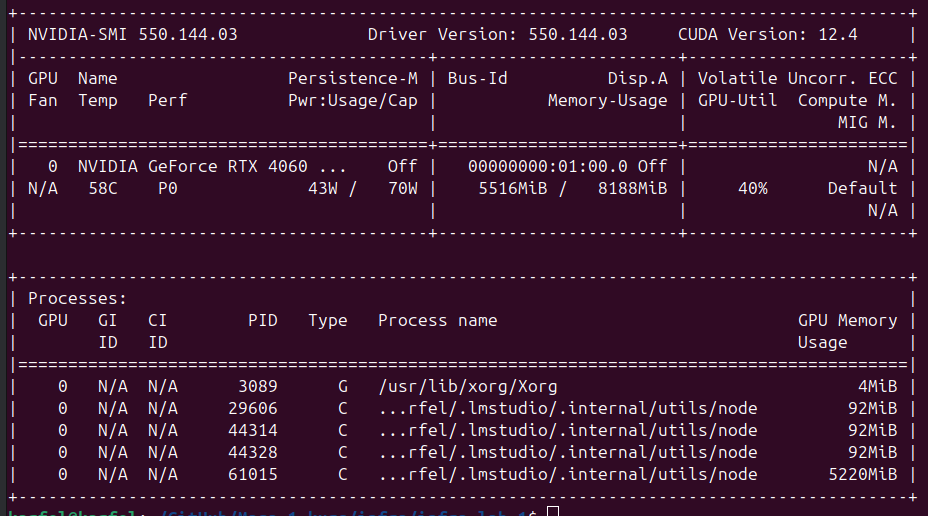 +-----------------------------------------------------------------------------------------+
| NVIDIA-SMI 550.144.03             Driver Version: 550.144.03     CUDA Version: 12.4     |
|-----------------------------------------+------------------------+----------------------+
| GPU  Name                 Persistence-M | Bus-Id          Disp.A | Volatile Uncorr. ECC |
| Fan  Temp   Perf          Pwr:Usage/Cap |           Memory-Usage | GPU-Util  Compute M. |
|                                         |                        |               MIG M. |
|=========================================+========================+======================|
|   0  NVIDIA GeForce RTX 4060 ...    Off |   00000000:01:00.0 Off |                  N/A |
| N/A   58C    P0             43W /   70W |    5516MiB /   8188MiB |     40%      Default |
|                                         |                        |                  N/A |
+-----------------------------------------+------------------------+----------------------+
+-----------------------------------------------------------------------------------------+
| Processes:                                                                              |
|  GPU   GI   CI        PID   Type   Process name                              GPU Memory |
|        ID   ID                                                               Usage      |
|=========================================================================================|
|    0   N/A  N/A      3089      G   /usr/lib/xorg/Xorg                              4MiB |
|    0   N/A  N/A     29606      C   ...rfel/.lmstudio/.internal/utils/node         92MiB |
|    0   N/A  N/A     44314      C   ...rfel/.lmstudio/.internal/utils/node         92MiB |
|    0   N/A  N/A     44328      C   ...rfel/.lmstudio/.internal/utils/node         92MiB |
|    0   N/A  N/A     61015      C   ...rfel/.lmstudio/.internal/utils/node       5220MiB |
+-----------------------------------------------------------------------------------------+